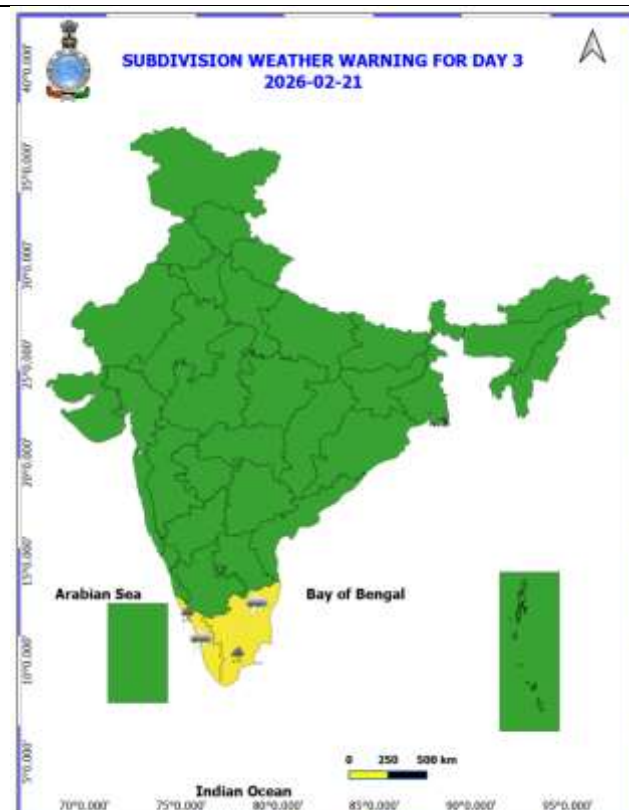 SUBDIVISION WEATHER WARNING FOR DAY 3
2026-02-21
40°0.000'
35°0.000'
30°0.000'
25°0.000'
20°0.000'
15°0.000'
10°0.000'
5°0.000'
Arabian Sea
Bay of Bengal
0 250 500 km
Indian Ocean
70°0.000' 75°0.000' 80°0.000' 85°0.000' 90°0.000' 95°0.000'